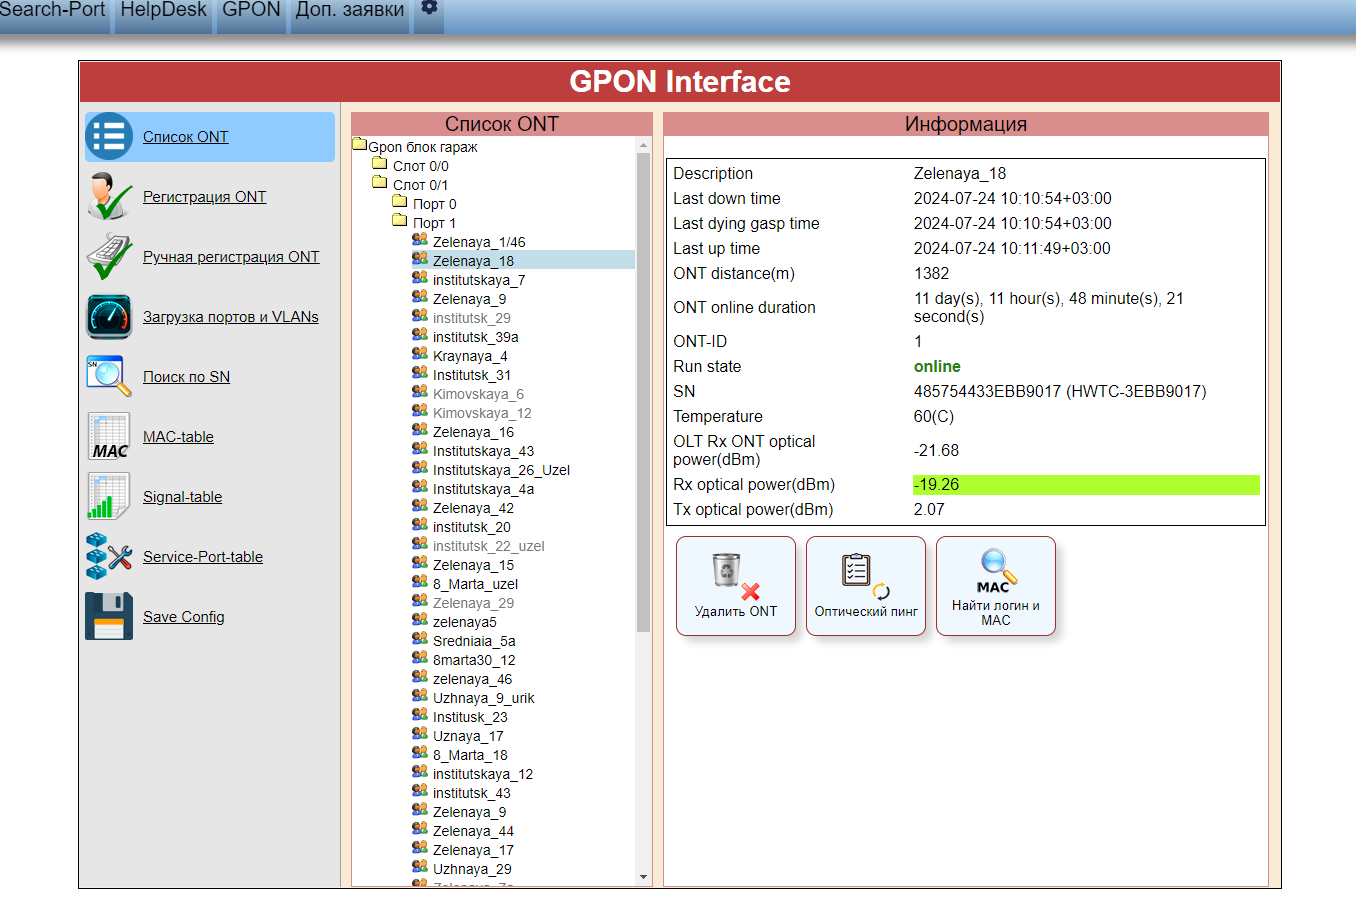 Search-Port HelpDesk GPON Доп. заявки
GPON Interface
Список ONT
Регистрация ONT
Ручная регистрация ONT
Загрузка портов и VLANs
SN
Поиск по SN
MAC
MAC-table
Signal-table
Service-Port-table
Save Config
Список ONT
Gpon блок гараж
Слот 0/0
Слот 0/1
Порт 0
Порт 1
Zelenaya_1/46
Zelenaya_18
institutskaya_7
Zelenaya_9
institutsk_29
institutsk_39a
Kraynaya_4
Institutsk_31
Kimovskaya_6
Kimovskaya_12
Zelenaya_16
Institutskaya_43
Institutskaya_26_Uzel
Institutskaya_4a
Zelenaya_42
institutsk_20
institutsk_22_uzel
Zelenaya_15
8_Marta_uzel
Zelenaya_29
zelenaya5
Sredniaia_5a
8marta30_12
zelenaya_46
Uzhnaya_9_urik
Institusk_23
Uznaya_17
8_Marta_18
institutskaya_12
institutsk_43
Zelenaya_9
Zelenaya_44
Zelenaya_17
Uzhnaya_29
Информация
Description Zelenaya_18
Last down time 2024-07-24 10:10:54+03:00
Last dying gasp time 2024-07-24 10:10:54+03:00
Last up time 2024-07-24 10:11:49+03:00
ONT distance(m) 1382
ONT online duration 11 day(s), 11 hour(s), 48 minute(s), 21
second(s)
ONT-ID 1
Run state online
SN 485754433EBB9017 (HWTC-3EBB9017)
Temperature 60(C)
OLT Rx ONT optical
power(dBm) -21.68
Rx optical power(dBm) -19.26
Tx optical power(dBm) 2.07
Удалить ONT
Оптический пинг
MAC
Найти логин и
MAC